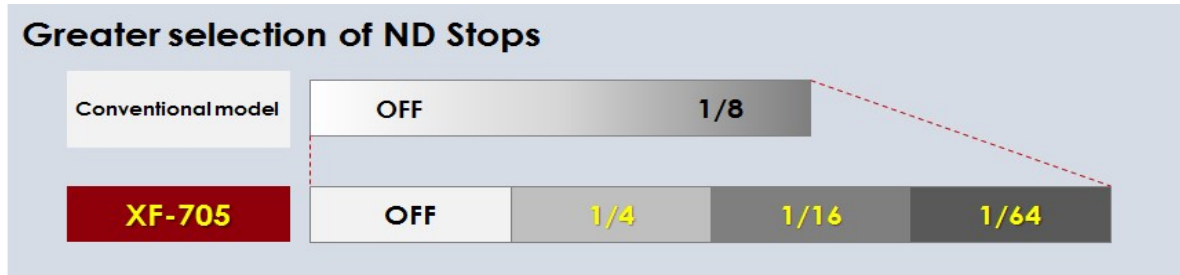 Greater selection of ND Stops
Conventional model OFF 1/8
XF-705 OFF 1/4 1/16 1/64